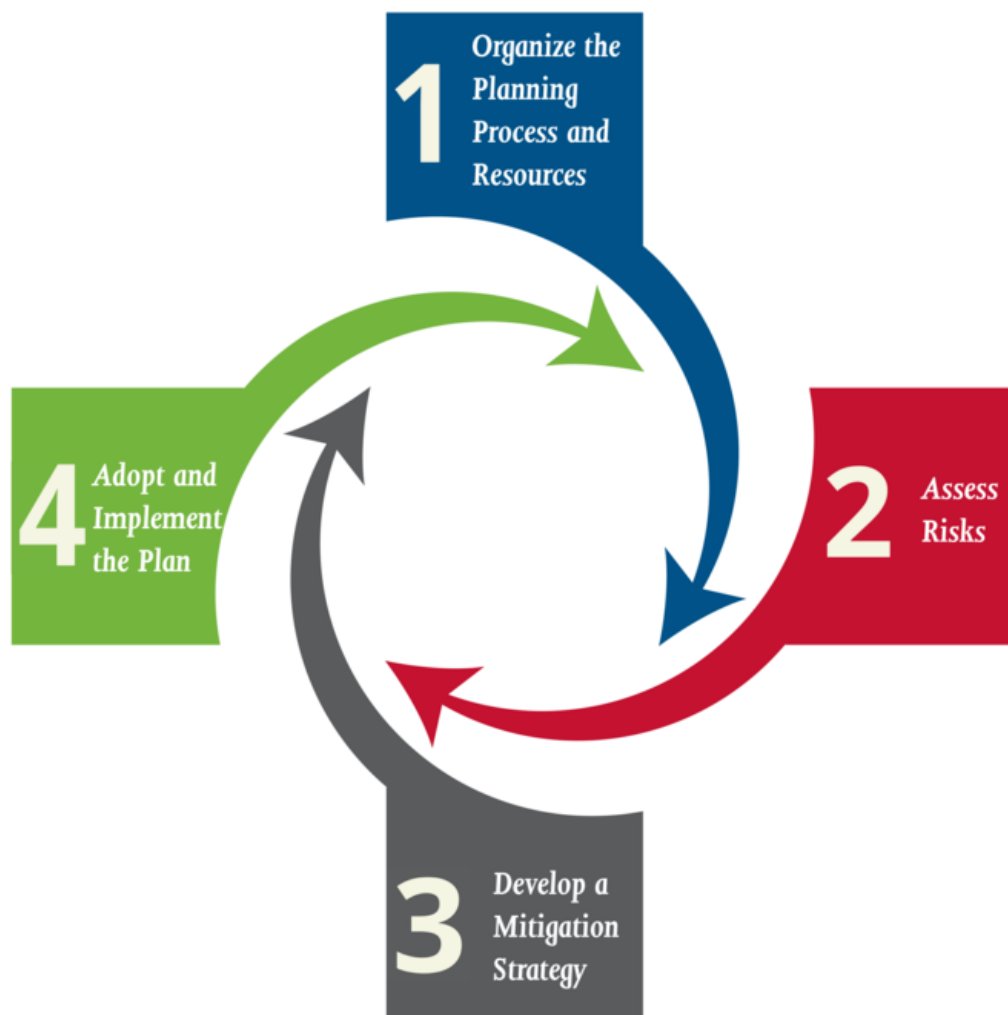 1
Organize the
Planning
Process and
Resources
2
Assess
Risks
3
Develop a
Mitigation
Strategy
4
Adopt and
Implement
the Plan